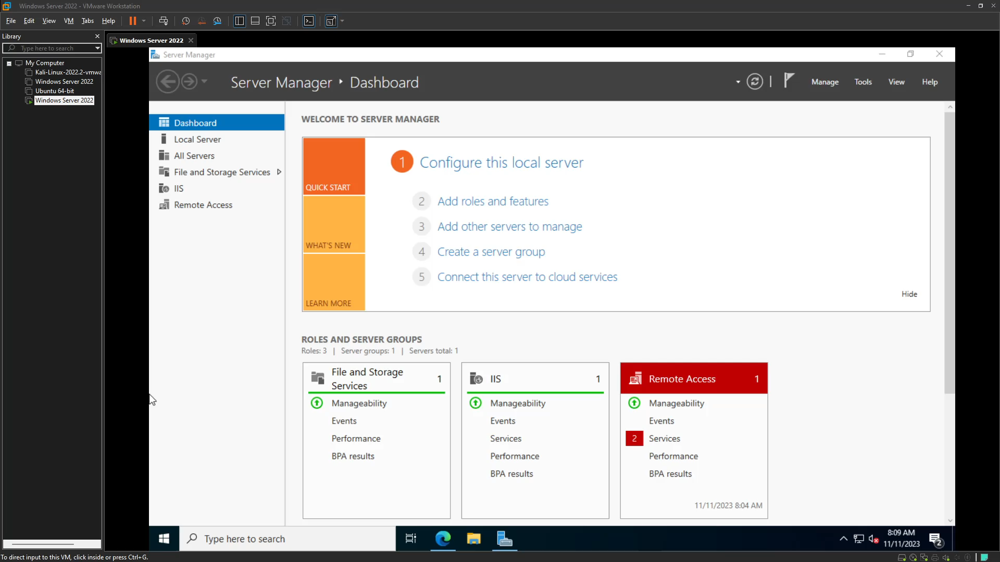 Windows Server 2022 - VMware Workstation
File Edit View VM Tabs Help
Library
Windows Server 2022
Type here to search
My Computer
Kali-Linux-2022.2-vmwa
Windows Server 2022
Ubuntu 64-bit
Windows Server 2022
Server Manager
Server Manager ‣ Dashboard
Manage Tools View Help
Dashboard
Local Server
All Servers
File and Storage Services
IIS
Remote Access
WELCOME TO SERVER MANAGER
QUICK START
WHAT'S NEW
LEARN MORE
1 Configure this local server
2 Add roles and features
3 Add other servers to manage
4 Create a server group
5 Connect this server to cloud services
Hide
ROLES AND SERVER GROUPS
Roles: 3 | Server groups: 1 | Servers total: 1
File and Storage
Services 1
Manageability
Events
Performance
BPA results
IIS 1
Manageability
Events
Services
Performance
BPA results
Remote Access 1
Manageability
Events
2 Services
Performance
BPA results
11/11/2023 8:04 AM
Type here to search
8:09 AM
11/11/2023
2
To direct input to this VM, click inside or press Ctrl+G.